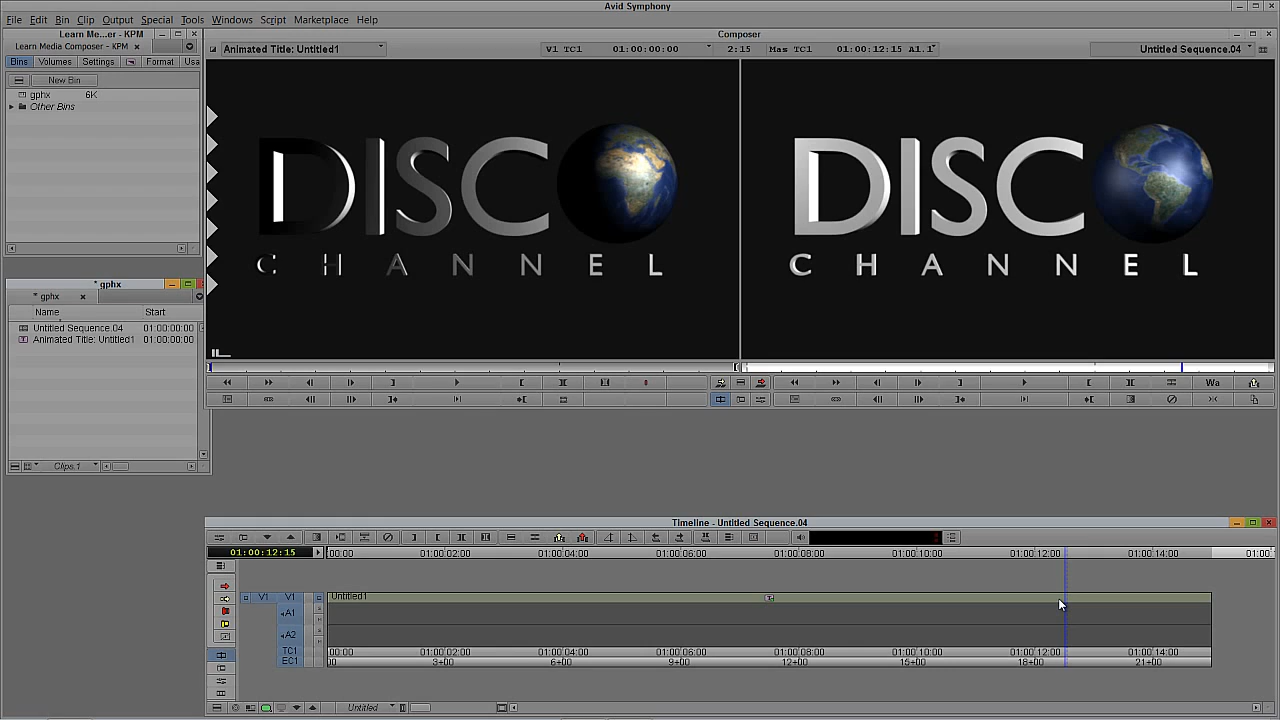 Avid Symphony
File Edit Bin Clip Output Special Tools Windows Script Marketplace Help
Learn Me...er - KPM
Learn Media Composer - KPM
Bins Volumes Settings Format Usa
New Bin
gphx 6K
Other Bins
* gphx
* gphx
Name Start
Untitled Sequence.04 01:00:00:00
Animated Title: Untitled1 01:00:00:00
Clips.1
Composer
Animated Title: Untitled1 V1 TC1 01:00:00:00 2:15 Mas TC1 01:00:12:15 A1.1 Untitled Sequence.04
DISC
CHANNEL
DISC
CHANNEL
Wa
Timeline - Untitled Sequence.04
01:00:12:15 00:00 01:00:02:00 01:00:04:00 01:00:06:00 01:00:08:00 01:00:10:00 01:00:12:00 01:00:14:00 01:00
V1 V1 Untitled1
A1
A2
TC1 00:00 01:00:02:00 01:00:04:00 01:00:06:00 01:00:08:00 01:00:10:00 01:00:12:00 01:00:14:00
EC1 3+00 6+00 9+00 12+00 15+00 18+00 21+00
Untitled